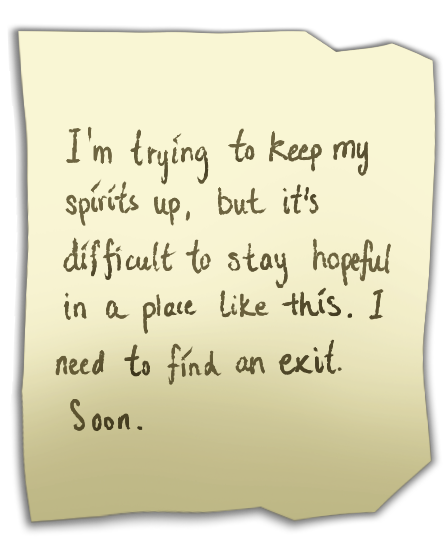 I'm trying to keep my
spirits up, but it's
difficult to stay hopeful
in a place like this. I
need to find an exit.
Soon.